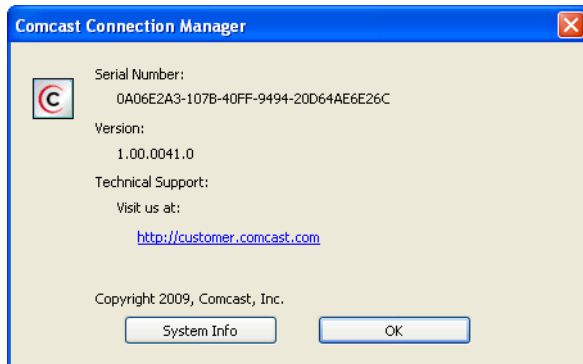 Comcast Connection Manager
Serial Number:
0A06E2A3-107B-40FF-9494-20D64AE6E26C
Version:
1.00.0041.0
Technical Support:
Visit us at:
http://customer.comcast.com
Copyright 2009, Comcast, Inc.
System Info
OK